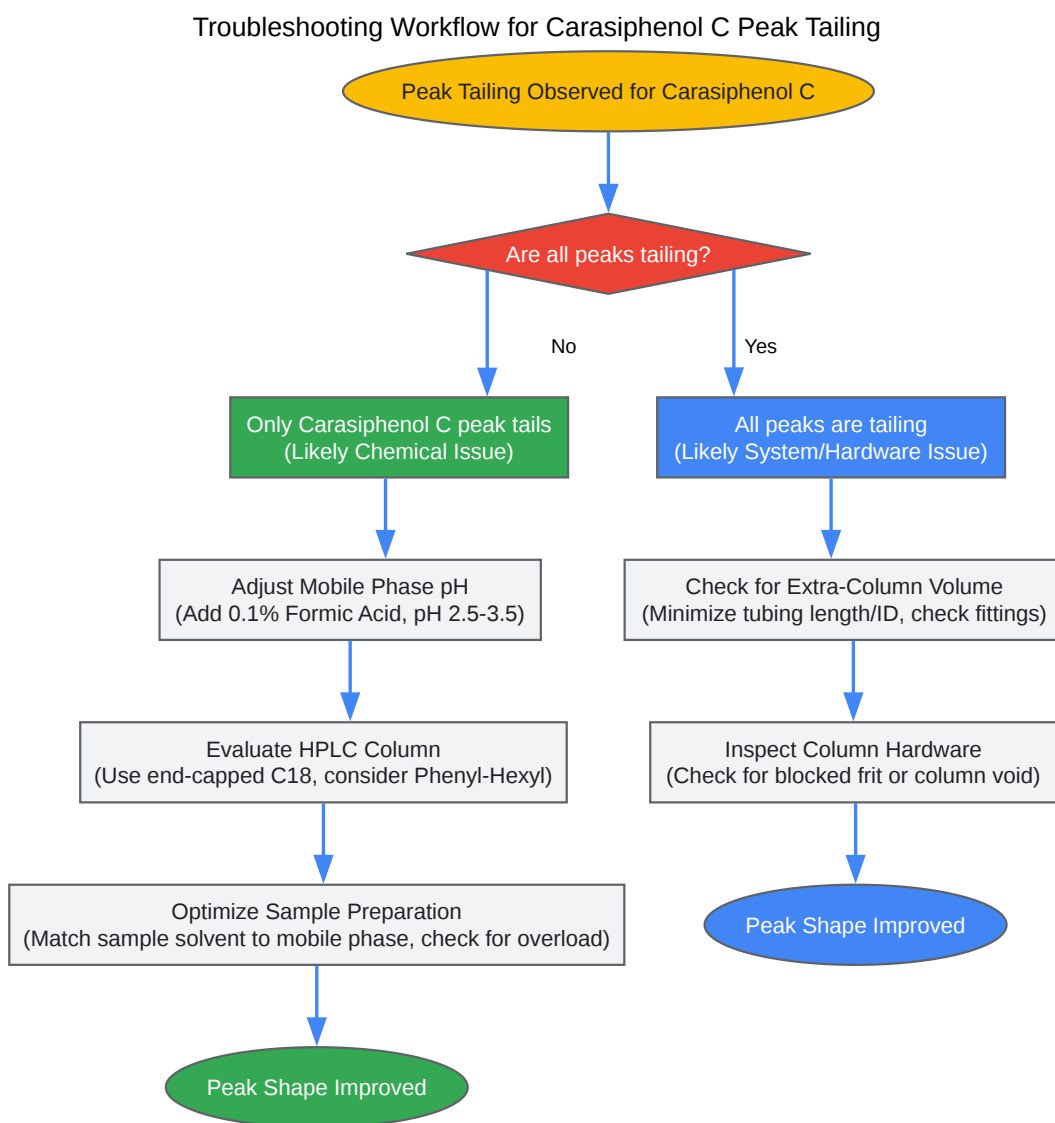 Troubleshooting Workflow for Carasiphenol C Peak Tailing
Peak Tailing Observed for Carasiphenol C
Are all peaks tailing?
No
Yes
Only Carasiphenol C peak tails
(Likely Chemical Issue)
All peaks are tailing
(Likely System/Hardware Issue)
Adjust Mobile Phase pH
(Add 0.1% Formic Acid, pH 2.5-3.5)
Check for Extra-Column Volume
(Minimize tubing length/ID, check fittings)
Evaluate HPLC Column
(Use end-capped C18, consider Phenyl-Hexyl)
Inspect Column Hardware
(Check for blocked frit or column void)
Optimize Sample Preparation
(Match sample solvent to mobile phase, check for overload)
Peak Shape Improved
Peak Shape Improved